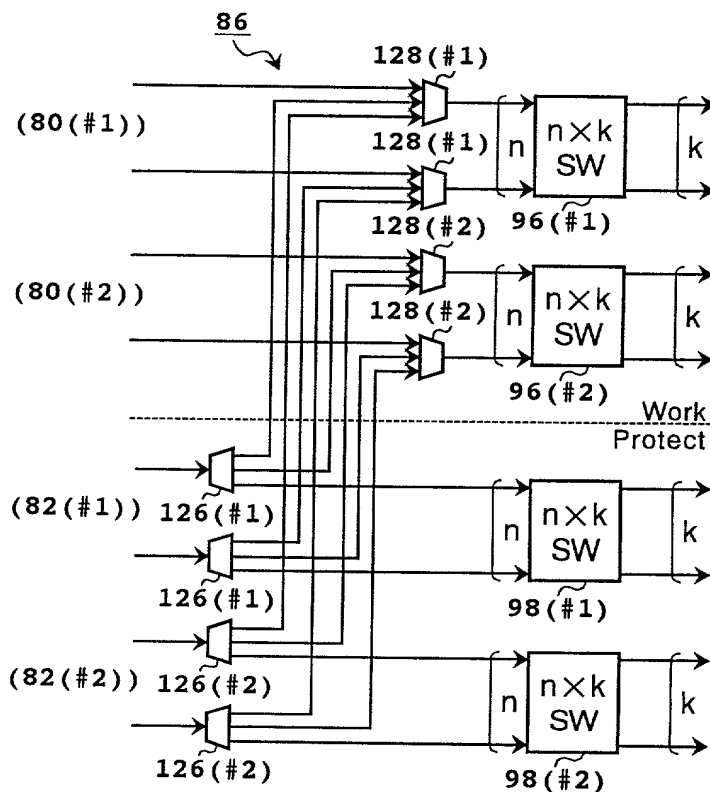 86
128(#1)
(80(#1))
n
n×k
SW
k
128(#1)
96(#1)
128(#2)
(80(#2))
n
n×k
SW
k
128(#2)
96(#2)
Work
Protect
(82(#1))
126(#1)
n
n×k
SW
k
126(#1)
98(#1)
(82(#2))
126(#2)
n
n×k
SW
k
126(#2)
98(#2)